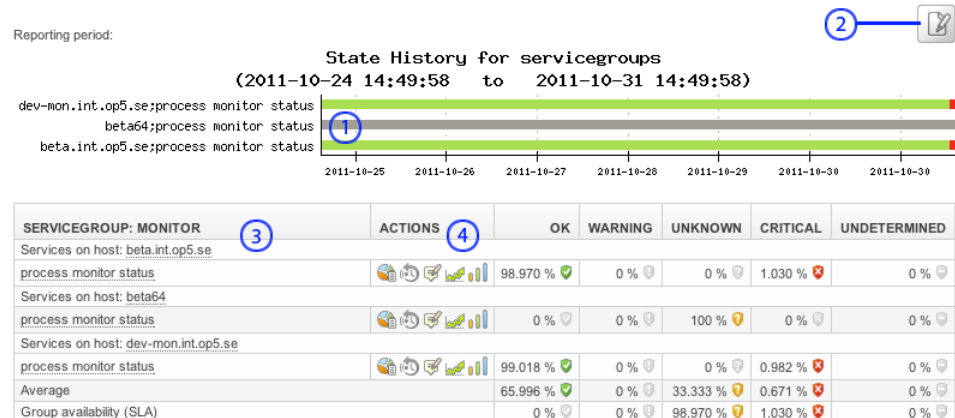 2
Reporting period:
State History for servicegroups
(2011-10-24 14:49:58 to 2011-10-31 14:49:58)
dev-mon.int.op5.se;process monitor status
beta64;process monitor status
1
beta.int.op5.se;process monitor status
2011-10-25 2011-10-26 2011-10-27 2011-10-28 2011-10-29 2011-10-30 2011-10-30
SERVICEGROUP: MONITOR 3 ACTIONS 4 OK WARNING UNKNOWN CRITICAL UNDETERMINED
Services on host: beta.int.op5.se
process monitor status 98.970 % 0 % 0 % 1.030 % 0 %
Services on host: beta64
process monitor status 0 % 0 % 100 % 0 % 0 %
Services on host: dev-mon.int.op5.se
process monitor status 99.018 % 0 % 0 % 0.982 % 0 %
Average 65.996 % 0 % 33.333 % 0.671 % 0 %
Group availability (SLA) 0 % 0 % 98.970 % 1.030 % 0 %